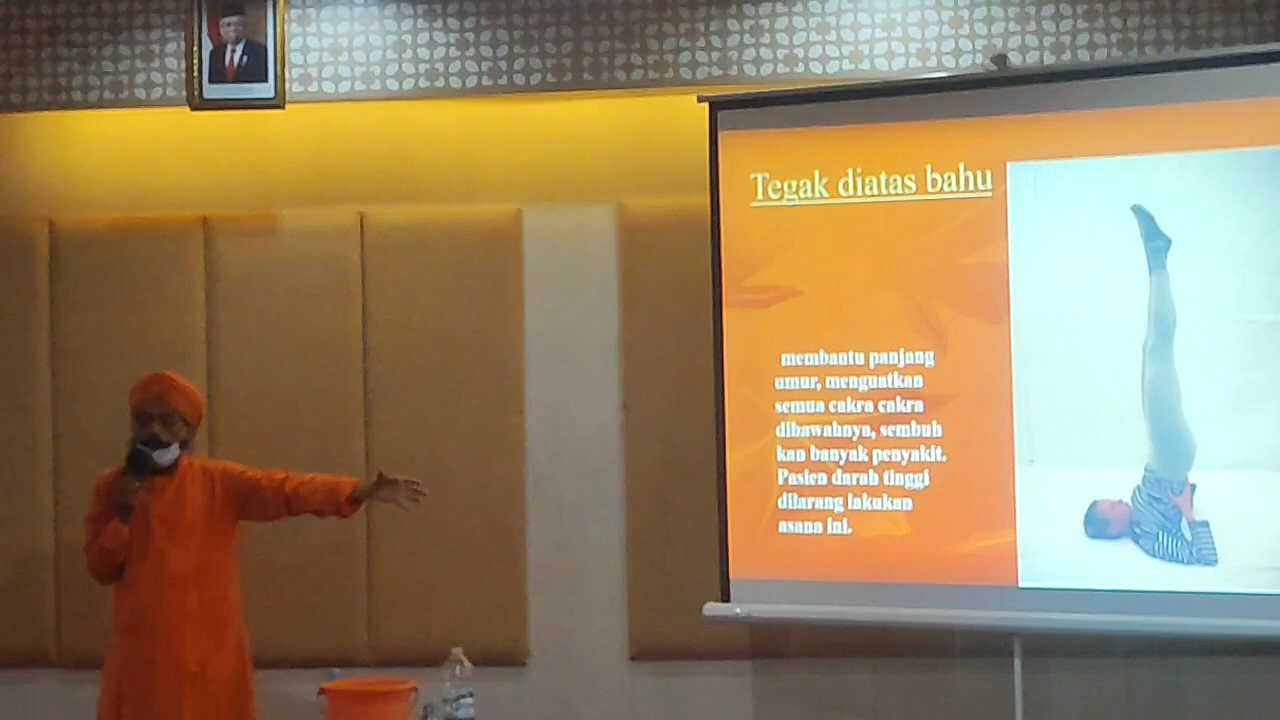 Tegak diatas bahu
membantu panjang
umur, menguatkan
semua cakra cakra
dibawahnya, sembuh
kan banyak penyakit.
Pasien darah tinggi
dilarang lakukan
asana ini.